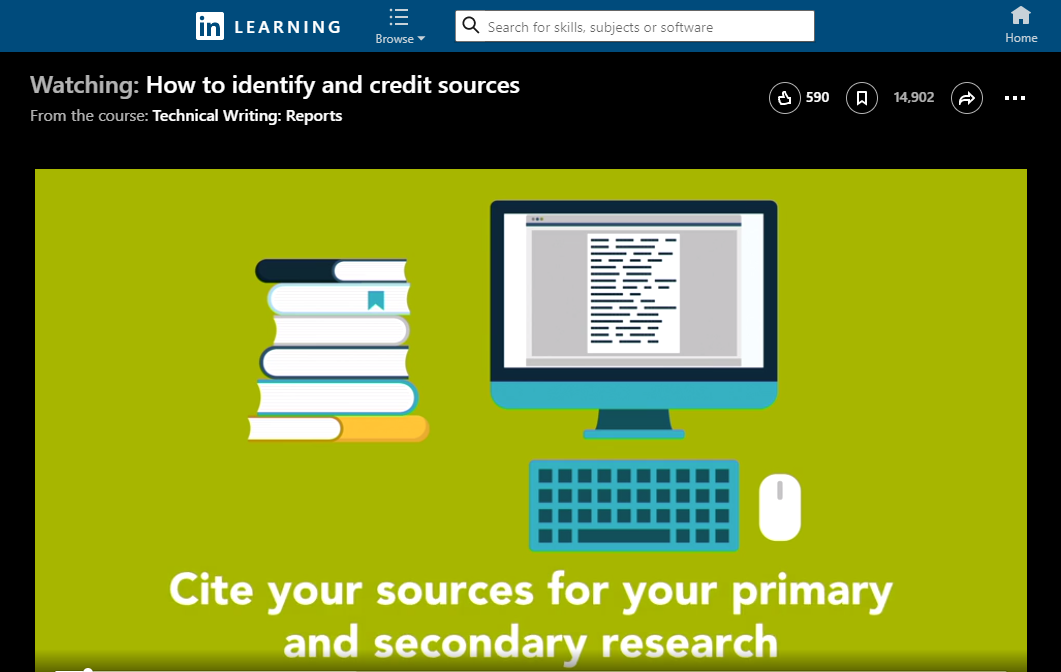 in LEARNING
Browse
Search for skills, subjects or software
Home
Watching: How to identify and credit sources
From the course: Technical Writing: Reports
590
14,902
Cite your sources for your primary
and secondary research